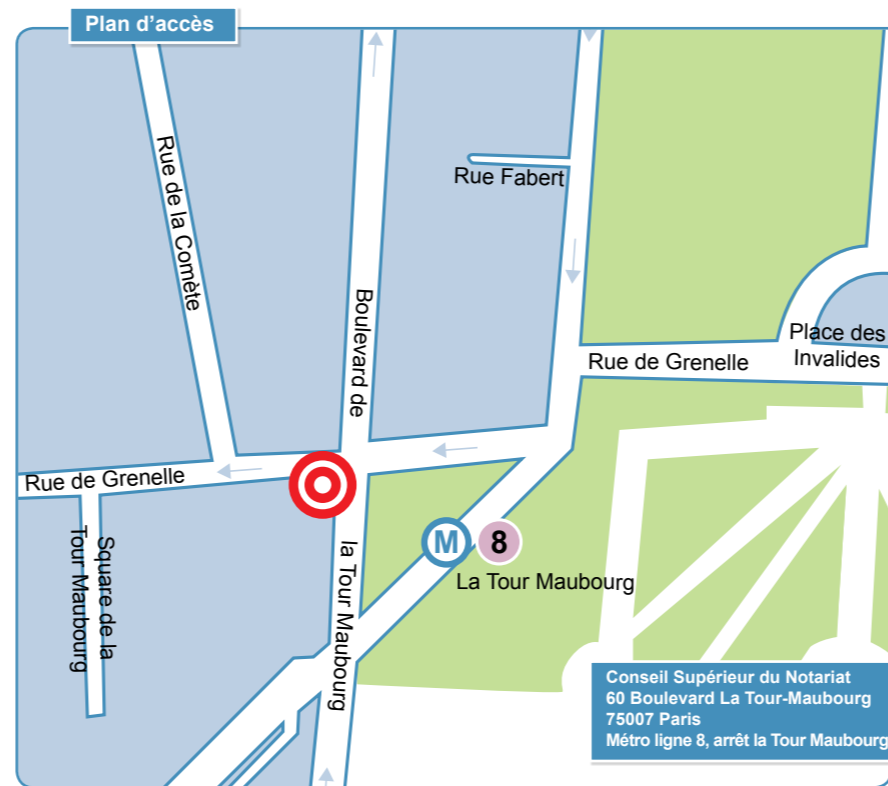 Plan d'accès
Rue de la Comète
Boulevard de
la Tour Maubourg
Rue Fabert
Rue de Grenelle
Place des
Invalides
Rue de Grenelle
Square de la
Tour Maubourg
M
8
La Tour Maubourg
Conseil Supérieur du Notariat
60 Boulevard La Tour-Maubourg
75007 Paris
Métro ligne 8, arrêt la Tour Maubourg